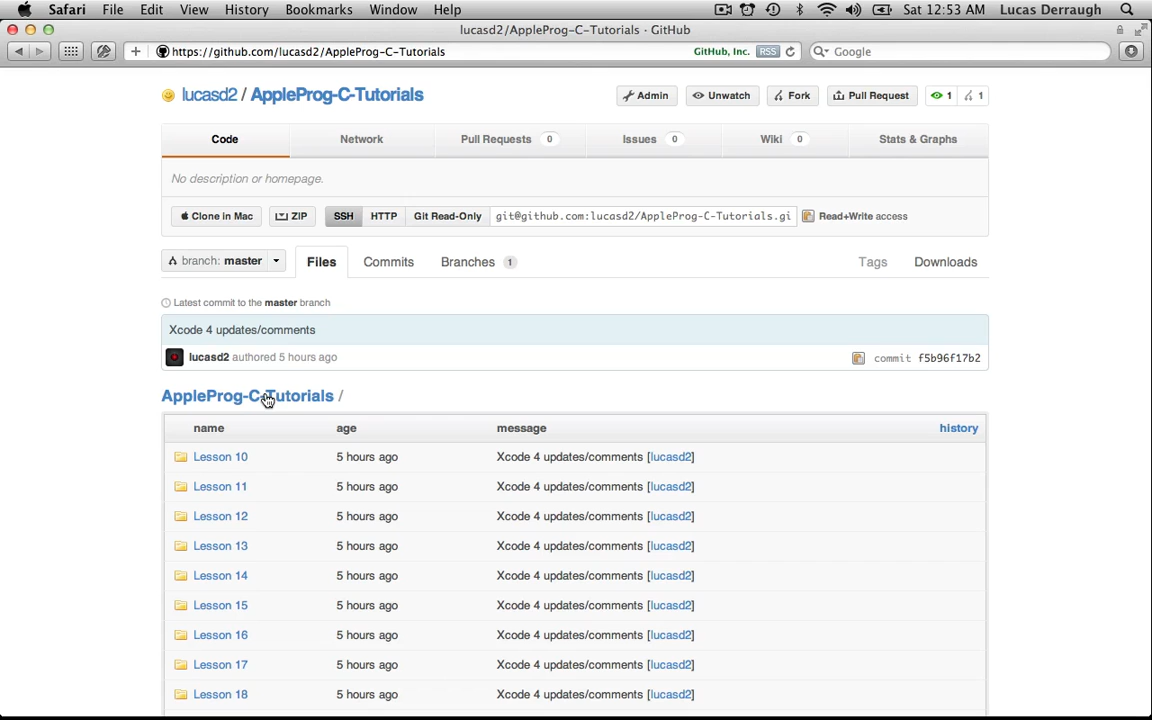 Safari File Edit View History Bookmarks Window Help Sat 12:53 AM Lucas Derraugh
lucasd2/AppleProg-C-Tutorials · GitHub
https://github.com/lucasd2/AppleProg-C-Tutorials GitHub, Inc. RSS Google
lucasd2 / AppleProg-C-Tutorials Admin Unwatch Fork Pull Request 1 1
Code Network Pull Requests 0 Issues 0 Wiki 0 Stats & Graphs
No description or homepage.
Clone in Mac ZIP SSH HTTP Git Read-Only git@github.com:lucasd2/AppleProg-C-Tutorials.gi Read+Write access
branch: master Files Commits Branches 1 Tags Downloads
Latest commit to the master branch
Xcode 4 updates/comments
lucasd2 authored 5 hours ago commit f5b96f17b2
AppleProg-C-Tutorials /
name age message history
Lesson 10 5 hours ago Xcode 4 updates/comments [lucasd2]
Lesson 11 5 hours ago Xcode 4 updates/comments [lucasd2]
Lesson 12 5 hours ago Xcode 4 updates/comments [lucasd2]
Lesson 13 5 hours ago Xcode 4 updates/comments [lucasd2]
Lesson 14 5 hours ago Xcode 4 updates/comments [lucasd2]
Lesson 15 5 hours ago Xcode 4 updates/comments [lucasd2]
Lesson 16 5 hours ago Xcode 4 updates/comments [lucasd2]
Lesson 17 5 hours ago Xcode 4 updates/comments [lucasd2]
Lesson 18 5 hours ago Xcode 4 updates/comments [lucasd2]